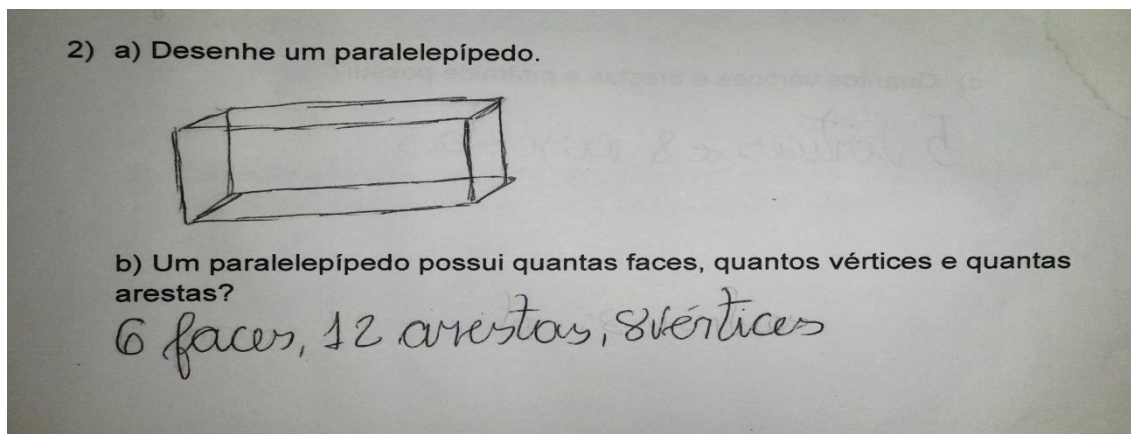 2) a) Desenhe um paralelepípedo.
b) Um paralelepípedo possui quantas faces, quantos vértices e quantas
arestas?
6 faces, 12 arestas, 8 vértices